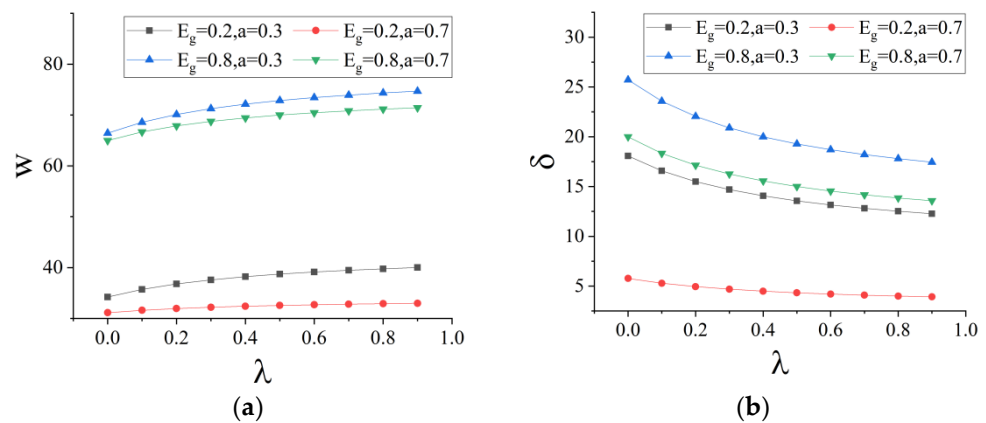 E_g=0.2,a=0.3 E_g=0.2,a=0.7
E_g=0.8,a=0.3 E_g=0.8,a=0.7
80
60
40
w
0.0 0.2 0.4 0.6 0.8 1.0
λ
(a)
E_g=0.2,a=0.3 E_g=0.2,a=0.7
E_g=0.8,a=0.3 E_g=0.8,a=0.7
30
25
20
15
10
5
δ
0.0 0.2 0.4 0.6 0.8 1.0
λ
(b)